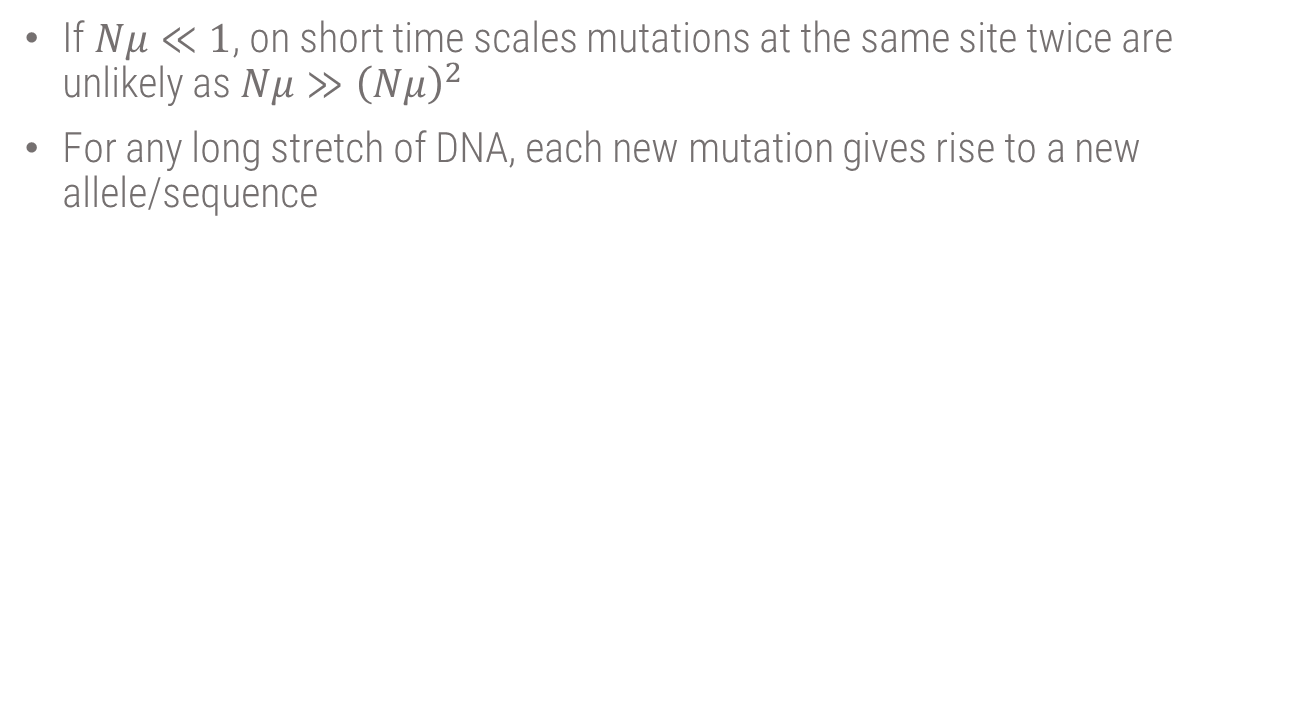 • If 𝑁𝜇 ≪ 1, on short time scales mutations at the same site twice are
unlikely as 𝑁𝜇 ≫ (𝑁𝜇)²
• For any long stretch of DNA, each new mutation gives rise to a new
allele/sequence